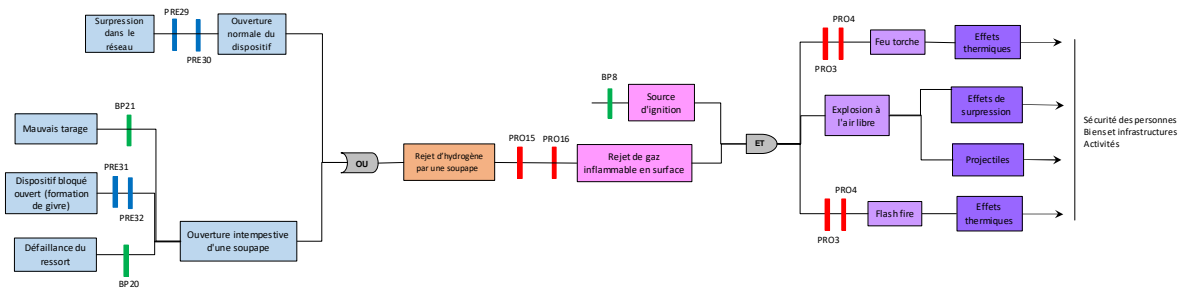 PRE29
Surpression
dans le
réseau
PRE30
Ouverture
normale du
dispositif
BP21
Mauvais tarage
PRE31
Dispositif bloqué
ouvert (formation
de givre)
PRE32
Défaillance du
ressort
BP20
Ouverture intempestive
d'une soupape
OU
Rejet d'hydrogène
par une soupape
PRO15
PRO16
BP8
Source
d'ignition
Rejet de gaz
inflammable en surface
ET
PRO4
PRO3
Feu torche
Effets
thermiques
Explosion à
l'air libre
Effets de
surpression
Projectiles
PRO4
PRO3
Flash fire
Effets
thermiques
Sécurité des personnes
Biens et infrastructures
Activités